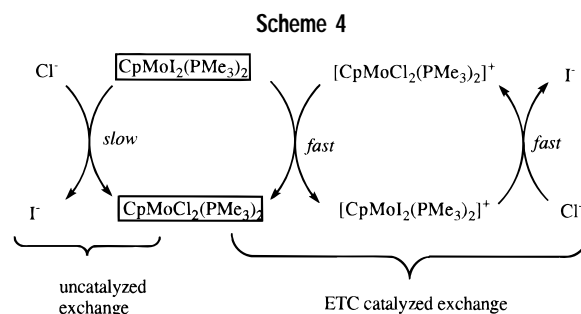 Scheme 4
Cl⁻ CpMoI₂(PMe₃)₂ [CpMoCl₂(PMe₃)₂]⁺ I⁻
slow fast fast
I⁻ CpMoCl₂(PMe₃)₂ [CpMoI₂(PMe₃)₂]⁺ Cl⁻
uncatalyzed
exchange
ETC catalyzed exchange